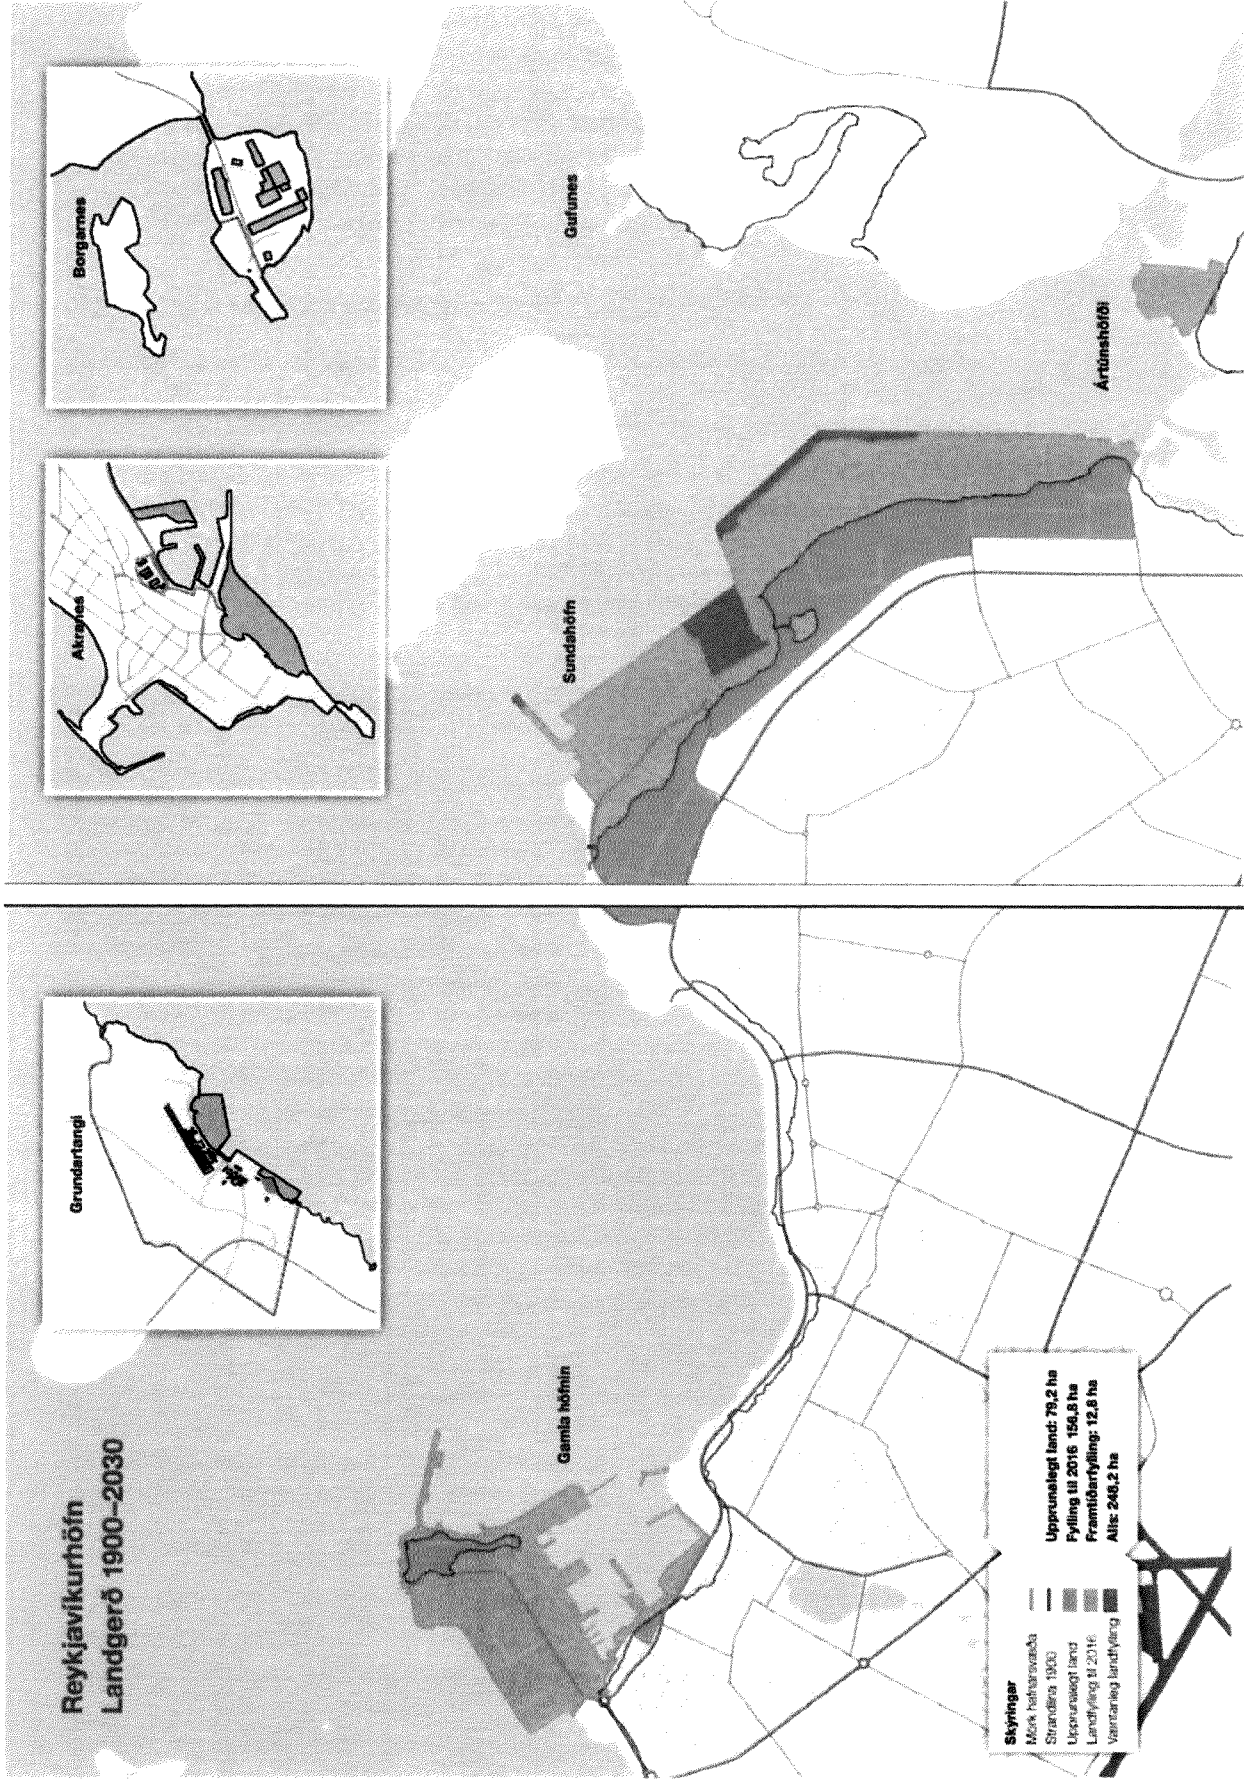 Reykjavíkurhöfn
Landgerð 1900–2030
Grundartangi
Akranes
Borgarnes
Gamla höfnin
Sundahöfn
Gufunes
Ártúnshöfði
Skýringar
Mörk hafnarsvæða
Strandlína 1900
Upprunalegt land
Landfylling til 2016
Væntanleg landfylling
Upprunalegt land: 79,2 ha
Fylling til 2016 156,8 ha
Framtíðarfylling: 12,8 ha
Alls: 248,2 ha